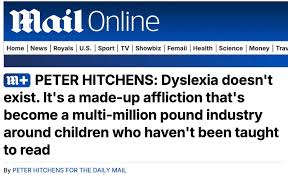 Mail Online
Home News Royals U.S. Sport TV Showbiz Femail Health Science Money Trav
M+ PETER HITCHENS: Dyslexia doesn't
exist. It's a made-up affliction that's
become a multi-million pound industry
around children who haven't been taught
to read
By PETER HITCHENS FOR THE DAILY MAIL